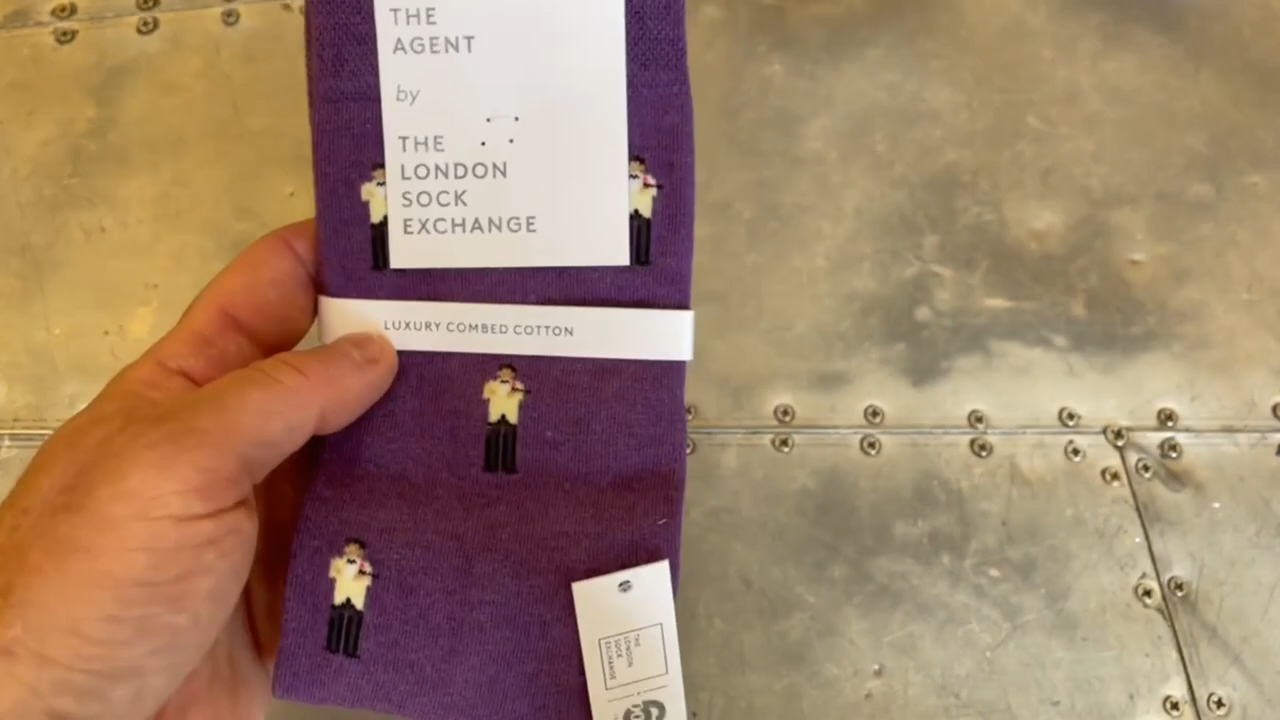 THE
AGENT
by
THE
LONDON
SOCK
EXCHANGE
LUXURY COMBED COTTON
THE
LONDON
SOCK
EXCHANGE